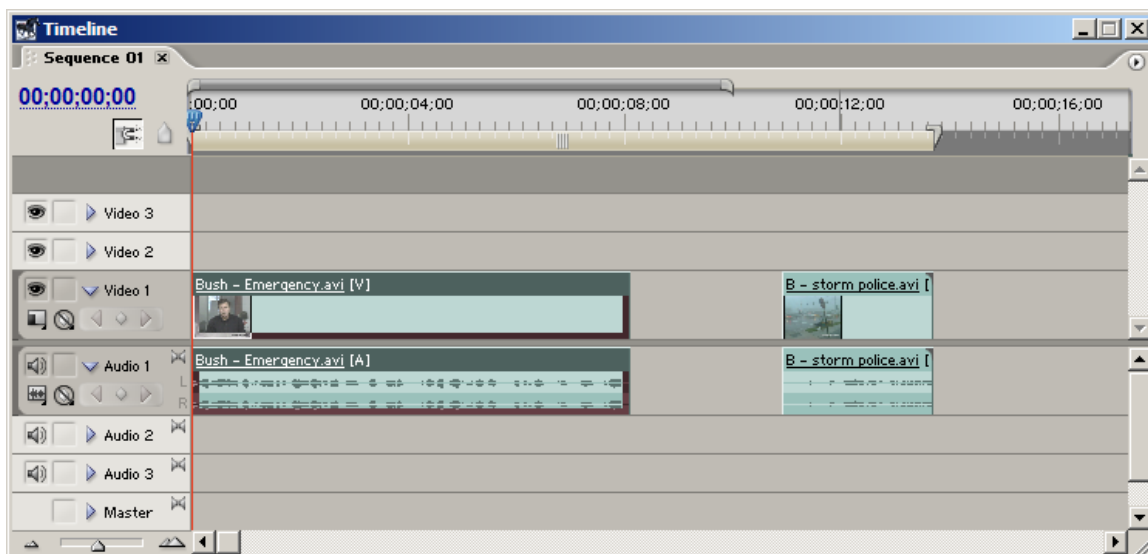 Timeline
Sequence 01
00;00;00;00
:00;00 00;00;04;00 00;00;08;00 00;00;12;00 00;00;16;00
Video 3
Video 2
Video 1
Bush - Emergency.avi [V]
B - storm police.avi [
Audio 1
Bush - Emergency.avi [A]
B - storm police.avi [
L
R
Audio 2
Audio 3
Master